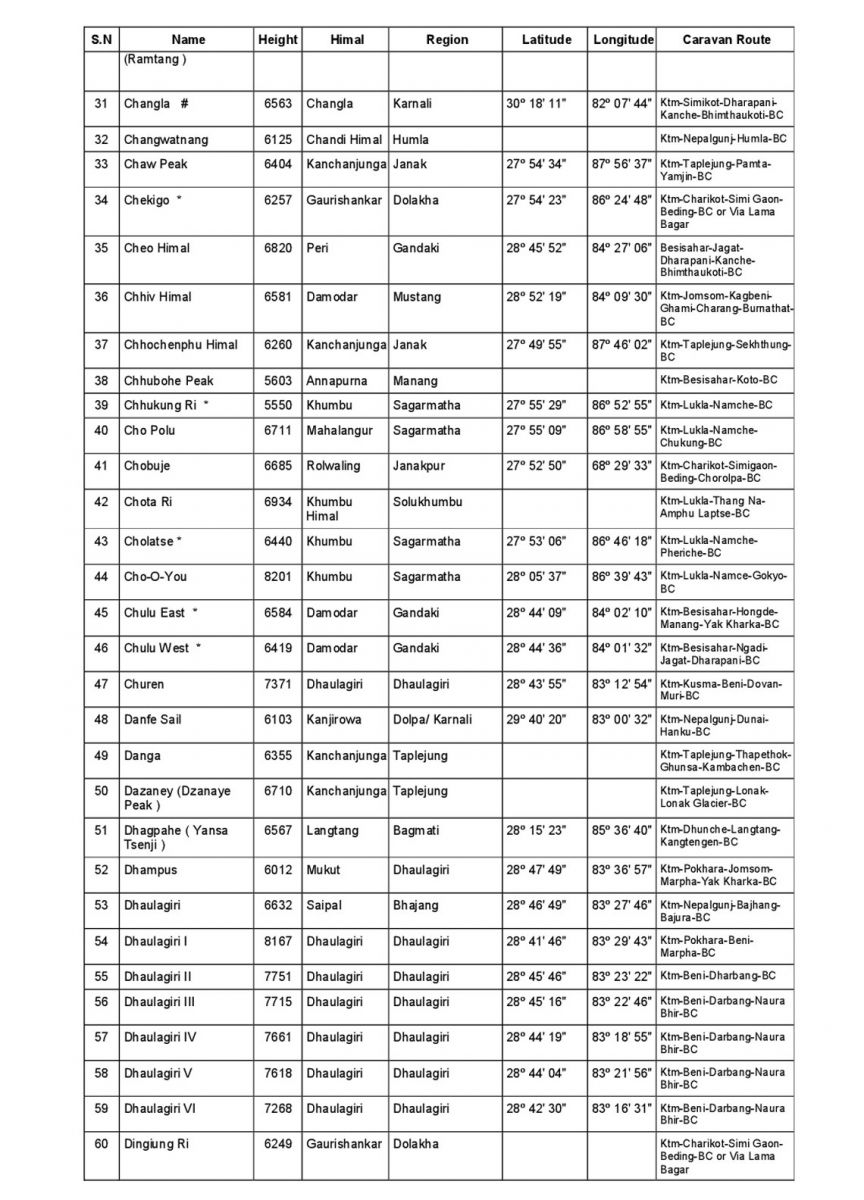 S.N Name Height Himal Region Latitude Longitude Caravan Route
(Ramtang )
31 Changla # 6563 Changla Karnali 30º 18' 11" 82º 07' 44" Ktm-Simikot-Dharapani-
Kanche-Bhimthaukoti-BC
32 Changwatnang 6125 Chandi Himal Humla Ktm-Nepalgunj-Humla-BC
33 Chaw Peak 6404 Kanchanjunga Janak 27º 54' 34" 87º 56' 37" Ktm-Taplejung-Pamta-
Yamjin-BC
34 Chekigo * 6257 Gaurishankar Dolakha 27º 54' 23" 86º 24' 48" Ktm-Charikot-Simi Gaon-
Beding-BC or Via Lama
Bagar
35 Cheo Himal 6820 Peri Gandaki 28º 45' 52" 84º 27' 06" Besisahar-Jagat-
Dharapani-Kanche-
Bhimthaukoti-BC
36 Chhiv Himal 6581 Damodar Mustang 28º 52' 19" 84º 09' 30" Ktm-Jomsom-Kagbeni-
Ghami-Charang-Burnathat-
BC
37 Chhochenphu Himal 6260 Kanchanjunga Janak 27º 49' 55" 87º 46' 02" Ktm-Taplejung-Sekhthung-
BC
38 Chhubohe Peak 5603 Annapurna Manang Ktm-Besisahar-Koto-BC
39 Chhukung Ri * 5550 Khumbu Sagarmatha 27º 55' 29" 86º 52' 55" Ktm-Lukla-Namche-BC
40 Cho Polu 6711 Mahalangur Sagarmatha 27º 55' 09" 86º 58' 55" Ktm-Lukla-Namche-
Chukung-BC
41 Chobuje 6685 Rolwaling Janakpur 27º 52' 50" 68º 29' 33" Ktm-Charikot-Simigaon-
Beding-Chorolpa-BC
42 Chota Ri 6934 Khumbu Solukhumbu Ktm-Lukla-Thang Na-
Himal Amphu Laptse-BC
43 Cholatse * 6440 Khumbu Sagarmatha 27º 53' 06" 86º 46' 18" Ktm-Lukla-Namche-
Pheriche-BC
44 Cho-O-You 8201 Khumbu Sagarmatha 28º 05' 37" 86º 39' 43" Ktm-Lukla-Namce-Gokyo-
BC
45 Chulu East * 6584 Damodar Gandaki 28º 44' 09" 84º 02' 10" Ktm-Besisahar-Hongde-
Manang-Yak Kharka-BC
46 Chulu West * 6419 Damodar Gandaki 28º 44' 36" 84º 01' 32" Ktm-Besisahar-Ngadi-
Jagat-Dharapani-BC
47 Churen 7371 Dhaulagiri Dhaulagiri 28º 43' 55" 83º 12' 54" Ktm-Kusma-Beni-Dovan-
Muri-BC
48 Danfe Sail 6103 Kanjirowa Dolpa/ Karnali 29º 40' 20" 83º 00' 32" Ktm-Nepalgunj-Dunai-
Hanku-BC
49 Danga 6355 Kanchanjunga Taplejung Ktm-Taplejung-Thapethok-
Ghunsa-Kambachen-BC
50 Dazaney (Dzanaye 6710 Kanchanjunga Taplejung Ktm-Taplejung-Lonak-
Peak ) Lonak Glacier-BC
51 Dhagpahe ( Yansa 6567 Langtang Bagmati 28º 15' 23" 85º 36' 40" Ktm-Dhunche-Langtang-
Tsenji ) Kangtengen-BC
52 Dhampus 6012 Mukut Dhaulagiri 28º 47' 49" 83º 36' 57" Ktm-Pokhara-Jomsom-
Marpha-Yak Kharka-BC
53 Dhaulagiri 6632 Saipal Bhajang 28º 46' 49" 83º 27' 46" Ktm-Nepalgunj-Bajhang-
Bajura-BC
54 Dhaulagiri I 8167 Dhaulagiri Dhaulagiri 28º 41' 46" 83º 29' 43" Ktm-Pokhara-Beni-
Marpha-BC
55 Dhaulagiri II 7751 Dhaulagiri Dhaulagiri 28º 45' 46" 83º 23' 22" Ktm-Beni-Dharbang-BC
56 Dhaulagiri III 7715 Dhaulagiri Dhaulagiri 28º 45' 16" 83º 22' 46" Ktm-Beni-Darbang-Naura
Bhir-BC
57 Dhaulagiri IV 7661 Dhaulagiri Dhaulagiri 28º 44' 19" 83º 18' 55" Ktm-Beni-Darbang-Naura
Bhir-BC
58 Dhaulagiri V 7618 Dhaulagiri Dhaulagiri 28º 44' 04" 83º 21' 56" Ktm-Beni-Darbang-Naura
Bhir-BC
59 Dhaulagiri VI 7268 Dhaulagiri Dhaulagiri 28º 42' 30" 83º 16' 31" Ktm-Beni-Darbang-Naura
Bhir-BC
60 Dingiung Ri 6249 Gaurishankar Dolakha Ktm-Charikot-Simi Gaon-
Beding-BC or Via Lama
Bagar